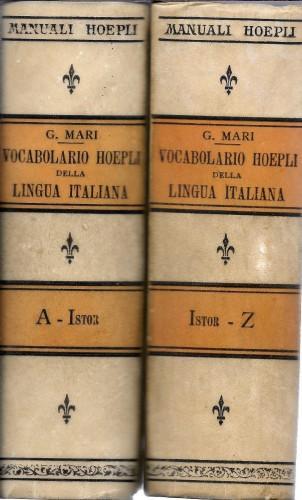 MANUALI HOEPLI
G. MARI
VOCABOLARIO HOEPLI
DELLA
LINGUA ITALIANA
A - ISTOR
MANUALI HOEPLI
G. MARI
VOCABOLARIO HOEPLI
DELLA
LINGUA ITALIANA
ISTOR - Z